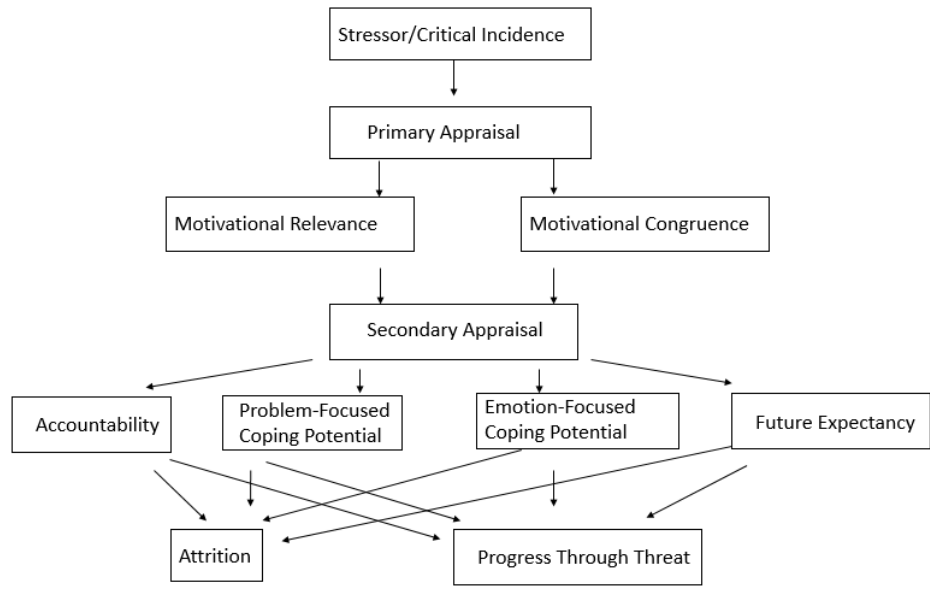 Stressor/Critical Incidence
Primary Appraisal
Motivational Relevance
Motivational Congruence
Secondary Appraisal
Accountability
Problem-Focused
Coping Potential
Emotion-Focused
Coping Potential
Future Expectancy
Attrition
Progress Through Threat